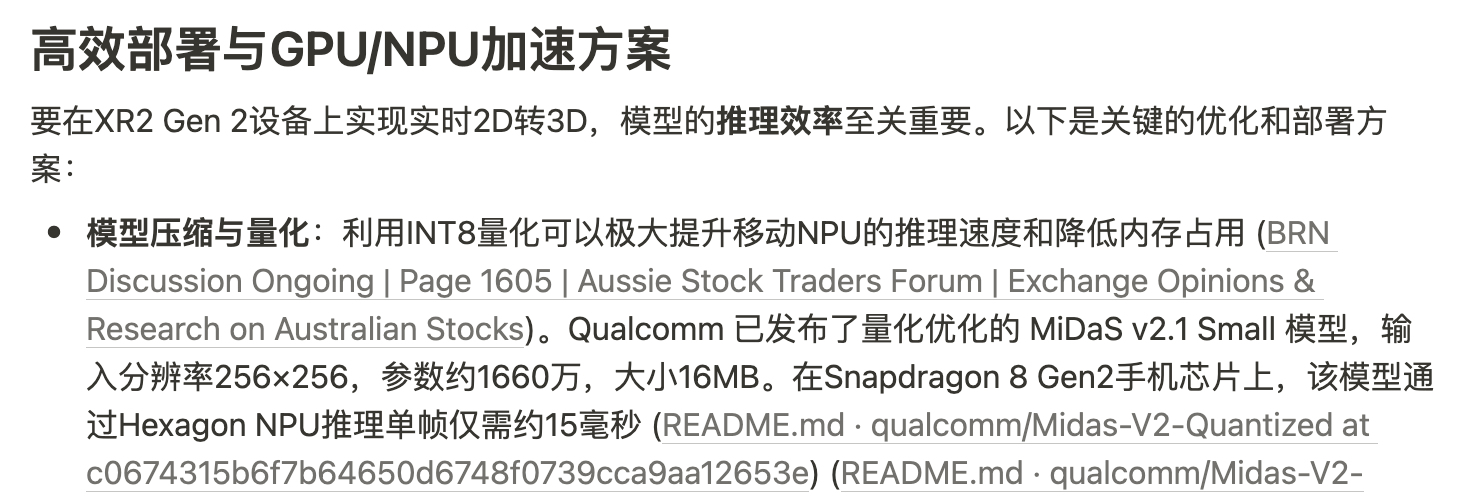 高效部署与GPU/NPU加速方案
要在XR2 Gen 2设备上实现实时2D转3D，模型的推理效率至关重要。以下是关键的优化和部署方
案：
• 模型压缩与量化：利用INT8量化可以极大提升移动NPU的推理速度和降低内存占用 (BRN
Discussion Ongoing | Page 1605 | Aussie Stock Traders Forum | Exchange Opinions &
Research on Australian Stocks)。Qualcomm 已发布了量化优化的 MiDaS v2.1 Small 模型，输
入分辨率256×256，参数约1660万，大小16MB。在Snapdragon 8 Gen2手机芯片上，该模型通
过Hexagon NPU推理单帧仅需约15毫秒 (README.md · qualcomm/Midas-V2-Quantized at
c0674315b6f7b64650d6748f0739cca9aa12653e) (README.md · qualcomm/Midas-V2-